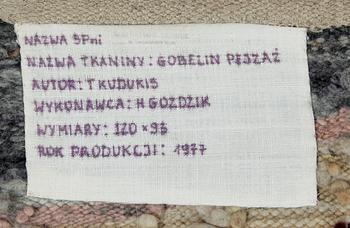 NAZWA SPni
NAZWA TKANINY: GOBELIN PEJZAŻ
AUTOR: T KUDUKIS
WYKONAWCA: H GOZDZIK
WYMIARY: 120 × 93
ROK PRODUKCJI: 1977